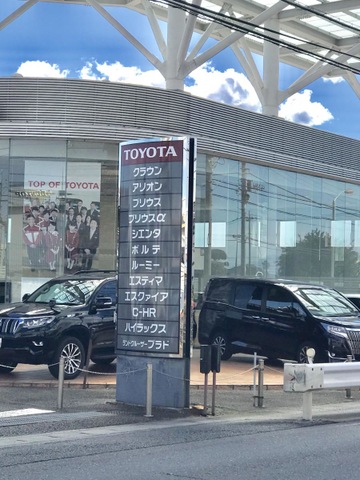 TOYOTA
クラウン
アリオン
プリウス
プリウスα
シエンタ
ポルテ
ルーミー
エスティマ
エスクァイア
C-HR
ハイラックス
ランドクルーザープラド
TOP OF TOYOTA